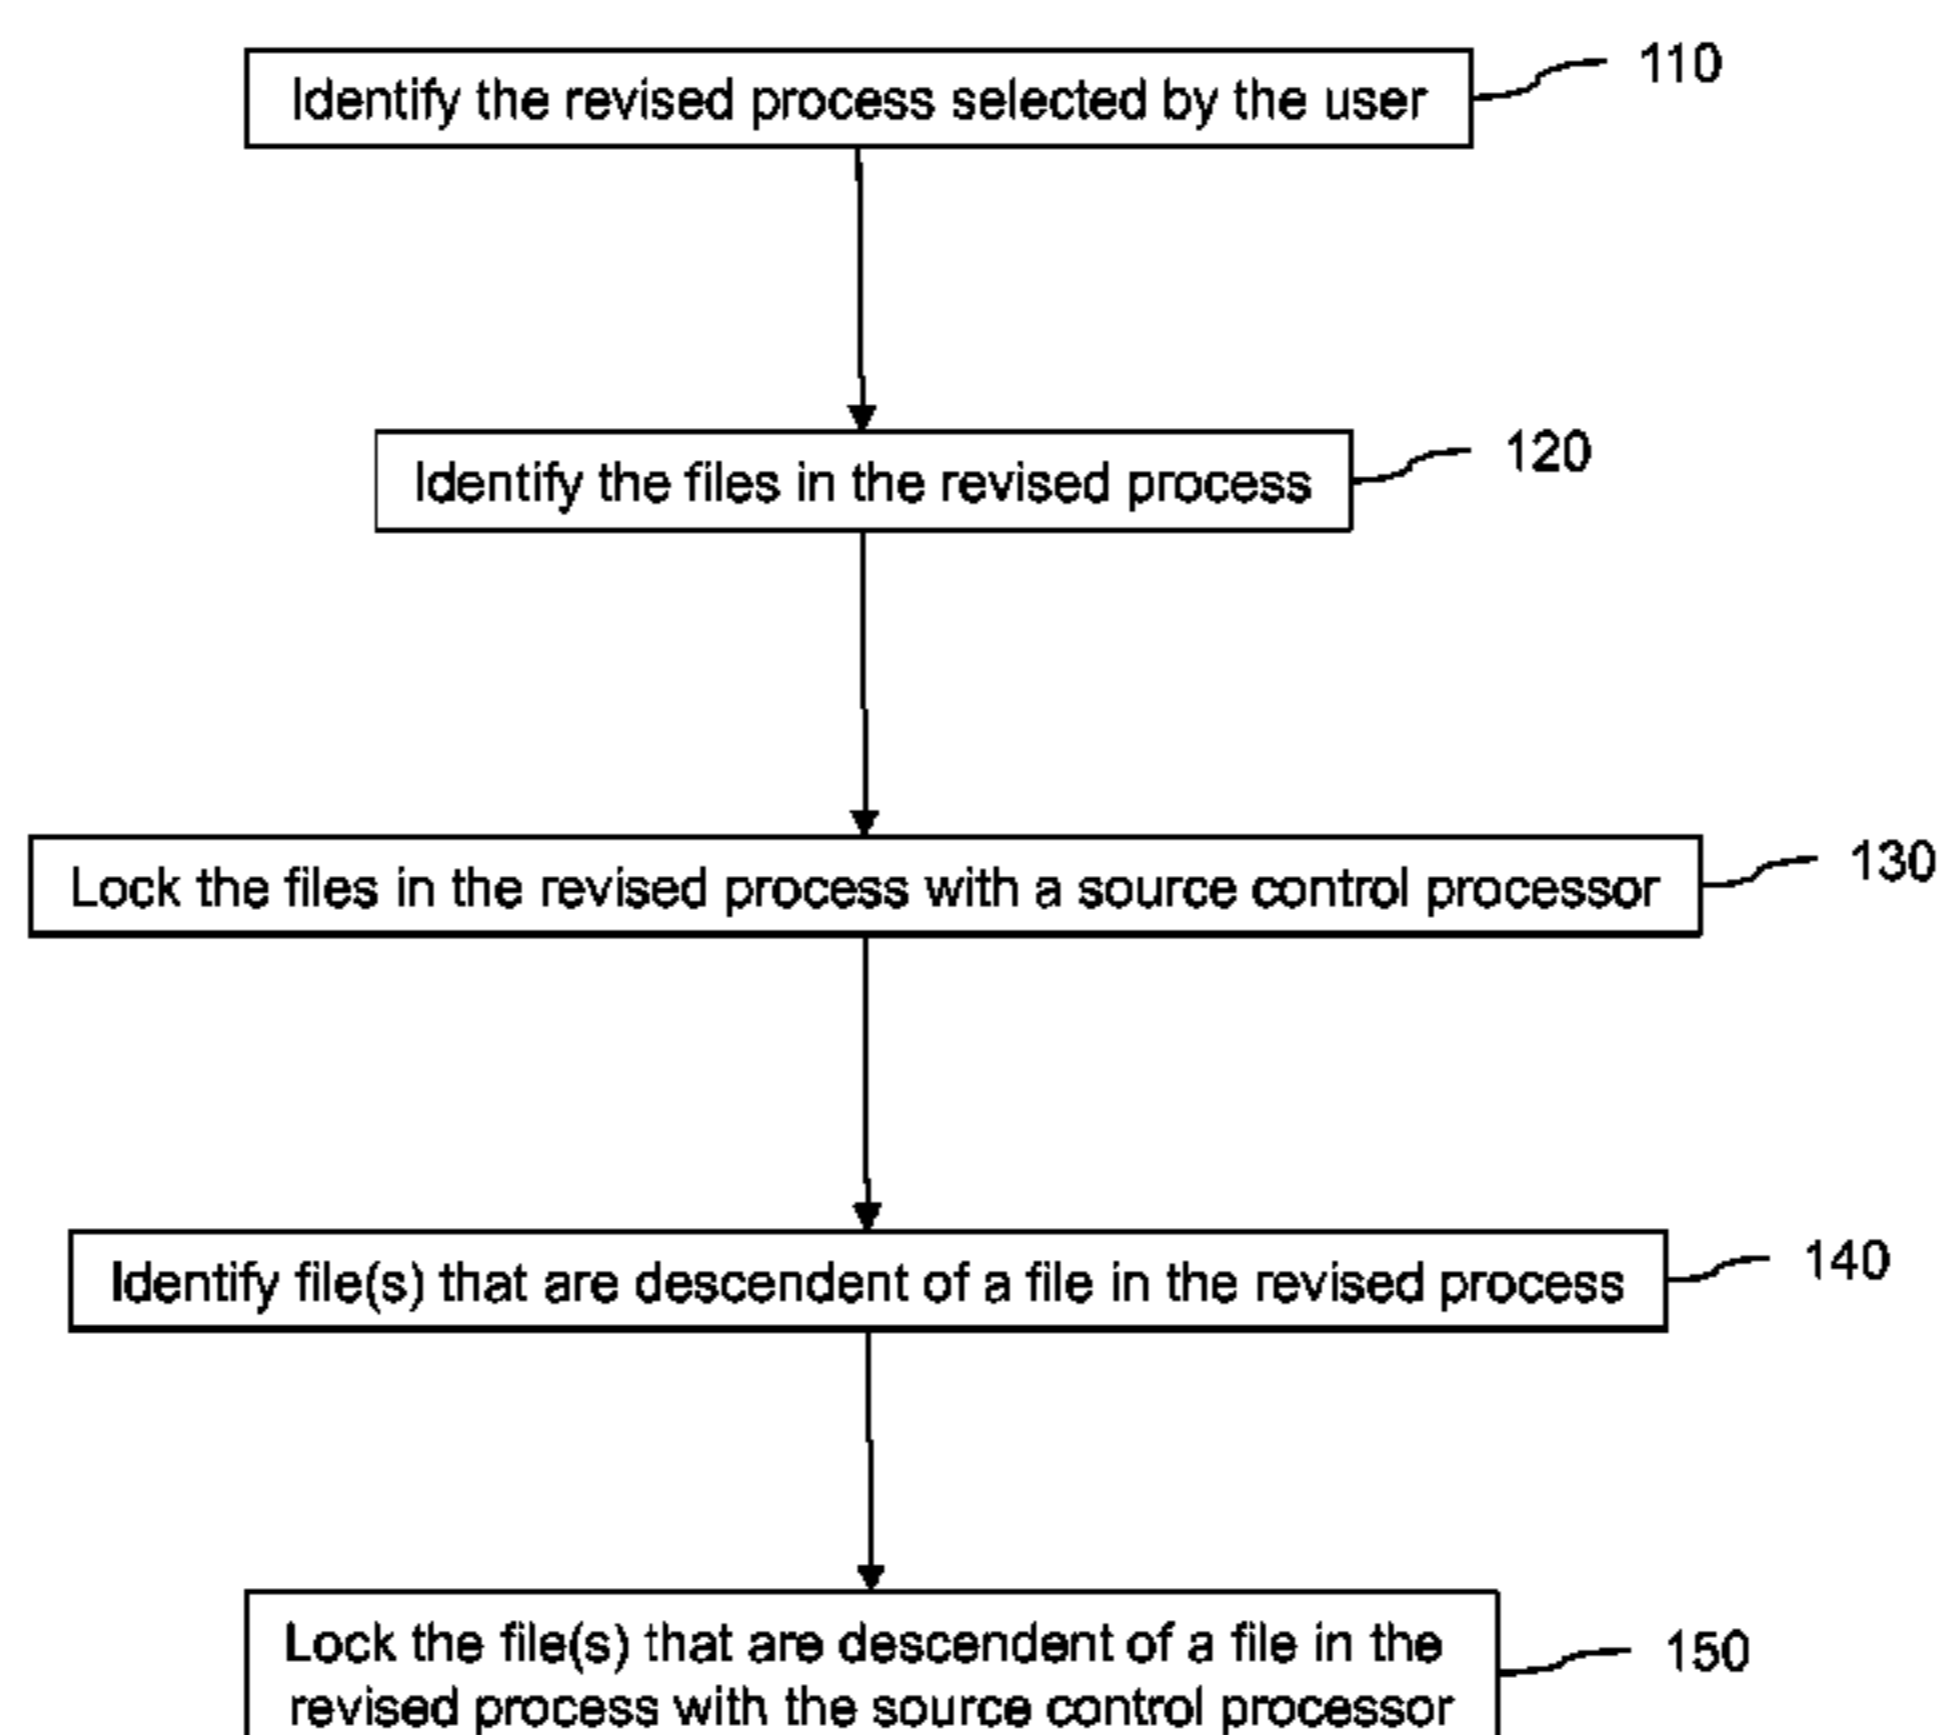 Identify the revised process selected by the user
110
Identify the files in the revised process
120
Lock the files in the revised process with a source control processor
130
Identify file(s) that are descendent of a file in the revised process
140
Lock the file(s) that are descendent of a file in the
revised process with the source control processor
150